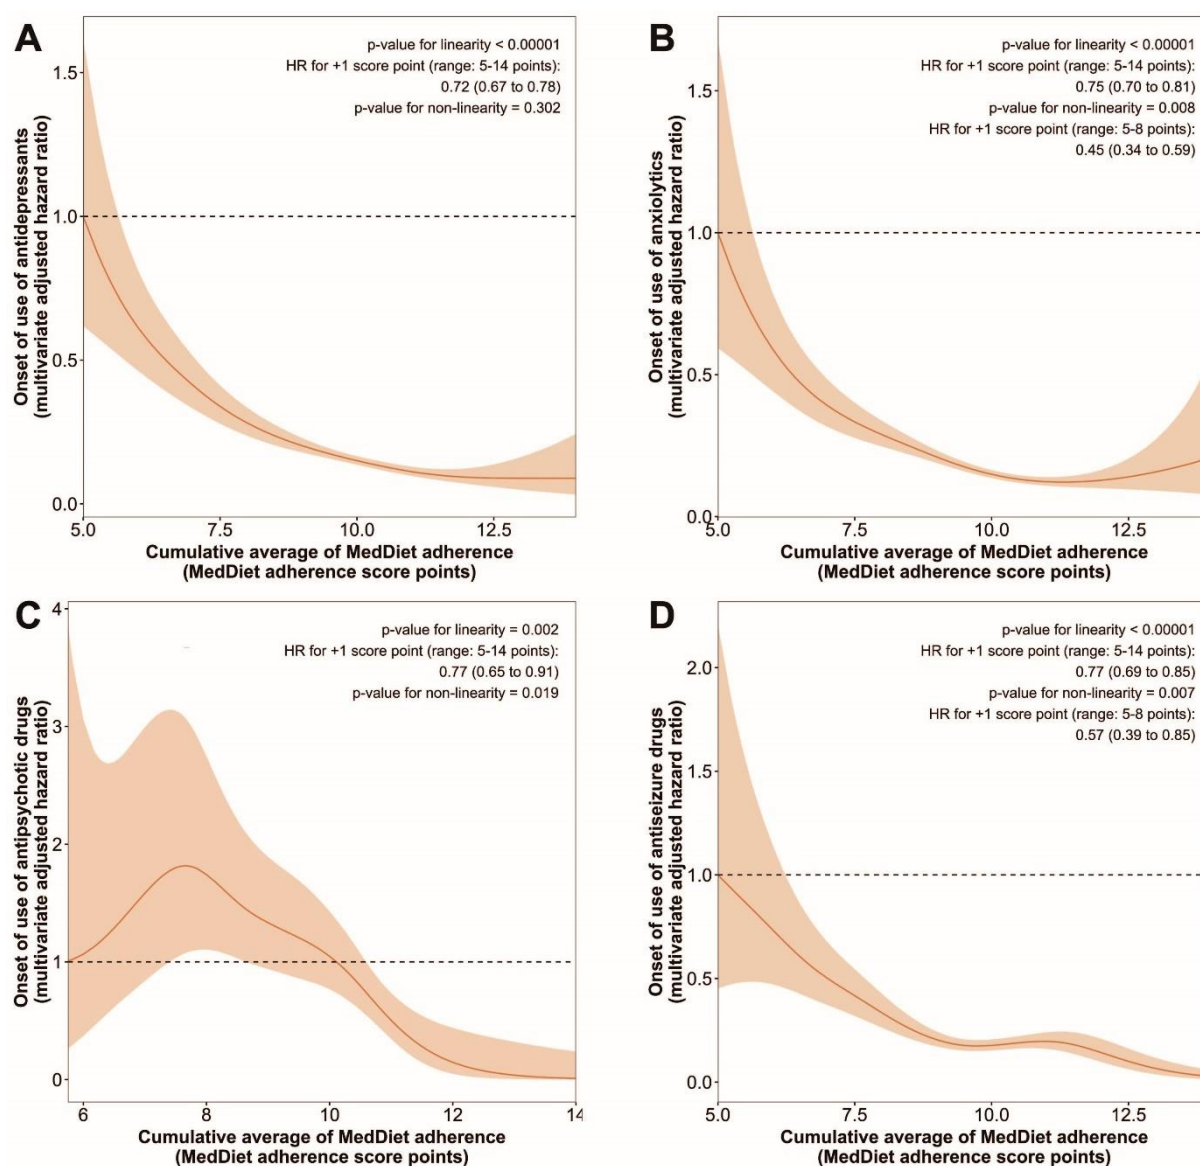 A
p-value for linearity < 0.00001
HR for +1 score point (range: 5-14 points):
0.72 (0.67 to 0.78)
p-value for non-linearity = 0.302
Onset of use of antidepressants
(multivariate adjusted hazard ratio)
1.5
1.0
0.5
0.0
5.0
7.5
10.0
12.5
Cumulative average of MedDiet adherence
(MedDiet adherence score points)
B
p-value for linearity < 0.00001
HR for +1 score point (range: 5-14 points):
0.75 (0.70 to 0.81)
p-value for non-linearity = 0.008
HR for +1 score point (range: 5-8 points):
0.45 (0.34 to 0.59)
Onset of use of anxiolytics
(multivariate adjusted hazard ratio)
1.5
1.0
0.5
0.0
5.0
7.5
10.0
12.5
Cumulative average of MedDiet adherence
(MedDiet adherence score points)
C
p-value for linearity = 0.002
HR for +1 score point (range: 5-14 points):
0.77 (0.65 to 0.91)
p-value for non-linearity = 0.019
Onset of use of antipsychotic drugs
(multivariate adjusted hazard ratio)
4
3
2
1
0
6
8
10
12
14
Cumulative average of MedDiet adherence
(MedDiet adherence score points)
D
p-value for linearity < 0.00001
HR for +1 score point (range: 5-14 points):
0.77 (0.69 to 0.85)
p-value for non-linearity = 0.007
HR for +1 score point (range: 5-8 points):
0.57 (0.39 to 0.85)
Onset of use of antiseizure drugs
(multivariate adjusted hazard ratio)
2.0
1.5
1.0
0.5
0.0
5.0
7.5
10.0
12.5
Cumulative average of MedDiet adherence
(MedDiet adherence score points)